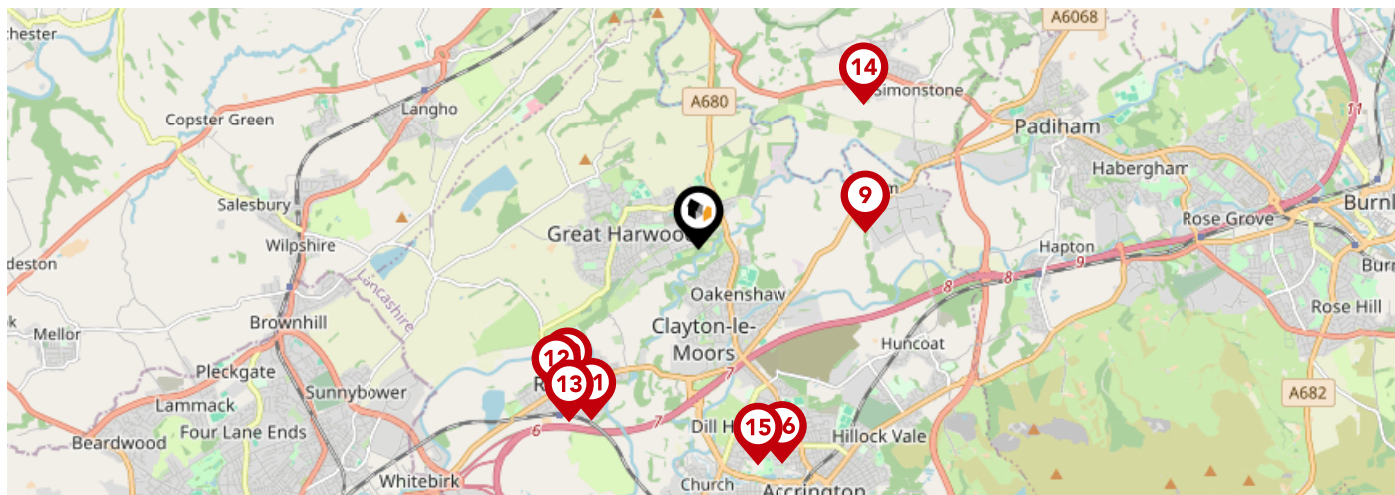 chester
A6068
14
Simonstone
A680
Langho
11
Copster Green
Padiham
Habergham
9
Salesbury
Great Harwood
Rose Grove
Burnl
Wilpshire
Hapton
deston
9
8
8
Bur
Lancashire
Oakenshaw
Rose Hill
Brownhill
Clayton-le-
Moors
k
Mellor
Huncoat
12
7
Pleckgate
13
1
R
Sunnybower
A682
Lammack
7
6
Four Lane Ends
Dill H
15
6
Hillock Vale
Beardwood
Whitebirk
Church
Accrington